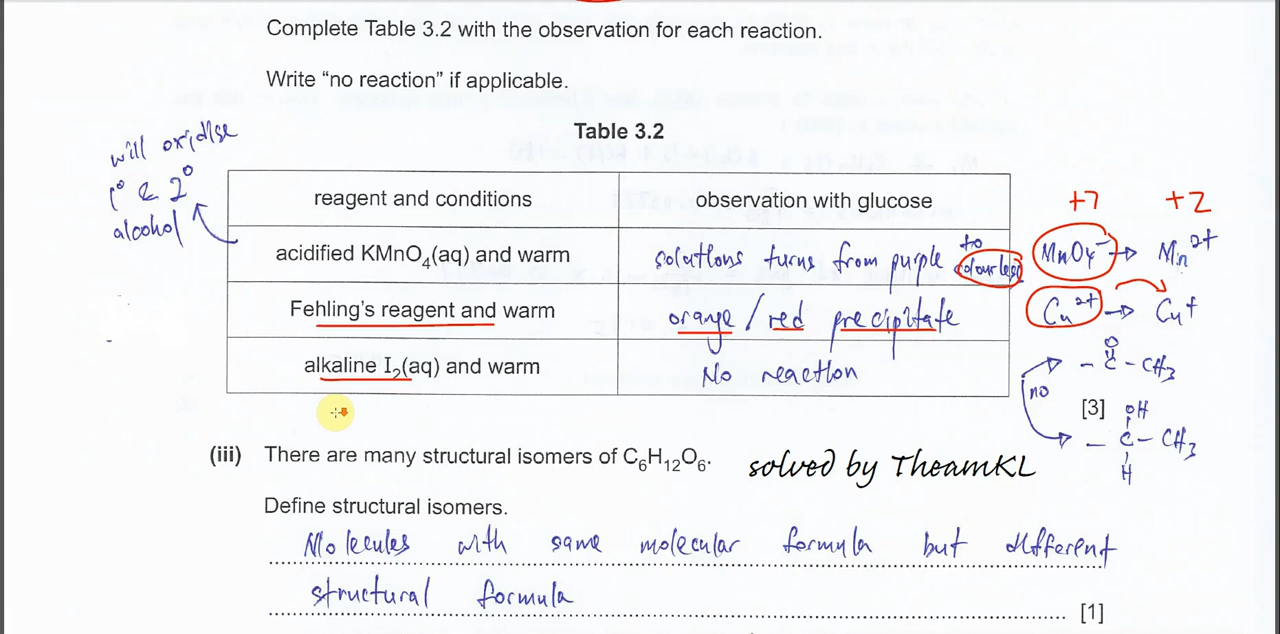 Complete Table 3.2 with the observation for each reaction.
Write “no reaction” if applicable.
Table 3.2
will oxidise
1° & 2°
alcohol
reagent and conditions
observation with glucose
+7 +2
acidified KMnO₄(aq) and warm
solutions turns from purple to colourless
MnO₄⁻ → Mn²⁺
Fehling's reagent and warm
orange / red precipitate
Cu²⁺ → Cu⁺
alkaline I₂(aq) and warm
No reaction
O
– C – CH₃
no
[3]
OH
– C – CH₃
H
(iii) There are many structural isomers of C₆H₁₂O₆.
solved by TheamKL
Define structural isomers.
Molecules with same molecular formula but different
structural formula
[1]